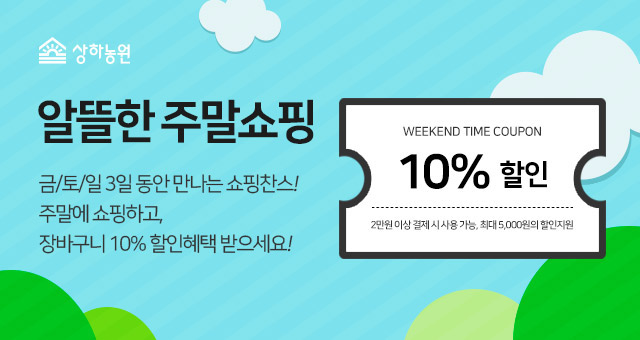 상하농원
알뜰한 주말쇼핑
금/토/일 3일 동안 만나는 쇼핑찬스!
주말에 쇼핑하고,
장바구니 10% 할인혜택 받으세요!
WEEKEND TIME COUPON
10% 할인
2만원 이상 결제 시 사용 가능, 최대 5,000원의 할인지원